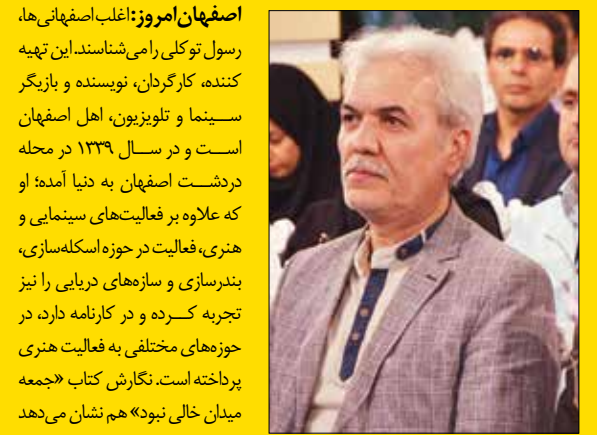 اصفهان امروز: اغلب اصفهانی‌ها،
رسول توکلی را می‌شناسند. این تهیه
کننده، کارگردان، نویسنده و بازیگر
سینما و تلویزیون، اهل اصفهان
است و در سال ۱۳۳۹ در محله
دردشت اصفهان به دنیا آمده؛ او
که علاوه بر فعالیت‌های سینمایی و
هنری، فعالیت در حوزه اسکله‌سازی،
بندرسازی و سازه‌های دریایی را نیز
تجربه کرده و در کارنامه دارد، در
حوزه‌های مختلفی به فعالیت هنری
پرداخته است. نگارش کتاب «جمعه
میدان خالی نبود» هم نشان می‌دهد